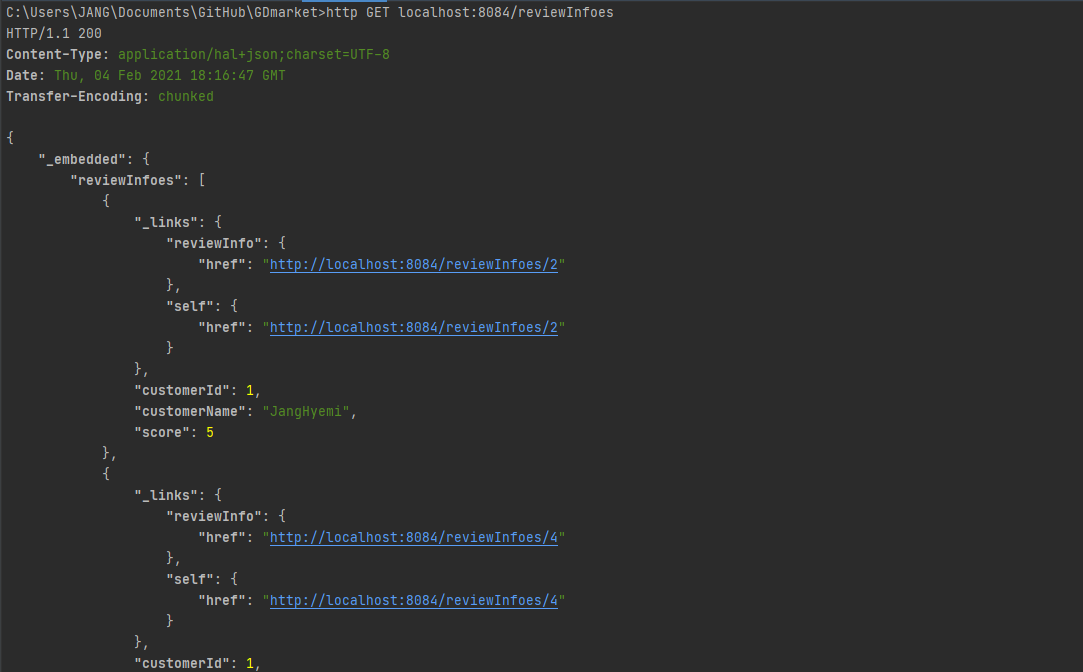 C:\Users\JANG\Documents\GitHub\GDmarket>http GET localhost:8084/reviewInfoes
HTTP/1.1 200
Content-Type: application/hal+json;charset=UTF-8
Date: Thu, 04 Feb 2021 18:16:47 GMT
Transfer-Encoding: chunked

{
    "_embedded": {
        "reviewInfoes": [
            {
                "_links": {
                    "reviewInfo": {
                        "href": "http://localhost:8084/reviewInfoes/2"
                    },
                    "self": {
                        "href": "http://localhost:8084/reviewInfoes/2"
                    }
                },
                "customerId": 1,
                "customerName": "JangHyemi",
                "score": 5
            },
            {
                "_links": {
                    "reviewInfo": {
                        "href": "http://localhost:8084/reviewInfoes/4"
                    },
                    "self": {
                        "href": "http://localhost:8084/reviewInfoes/4"
                    }
                },
                "customerId": 1,